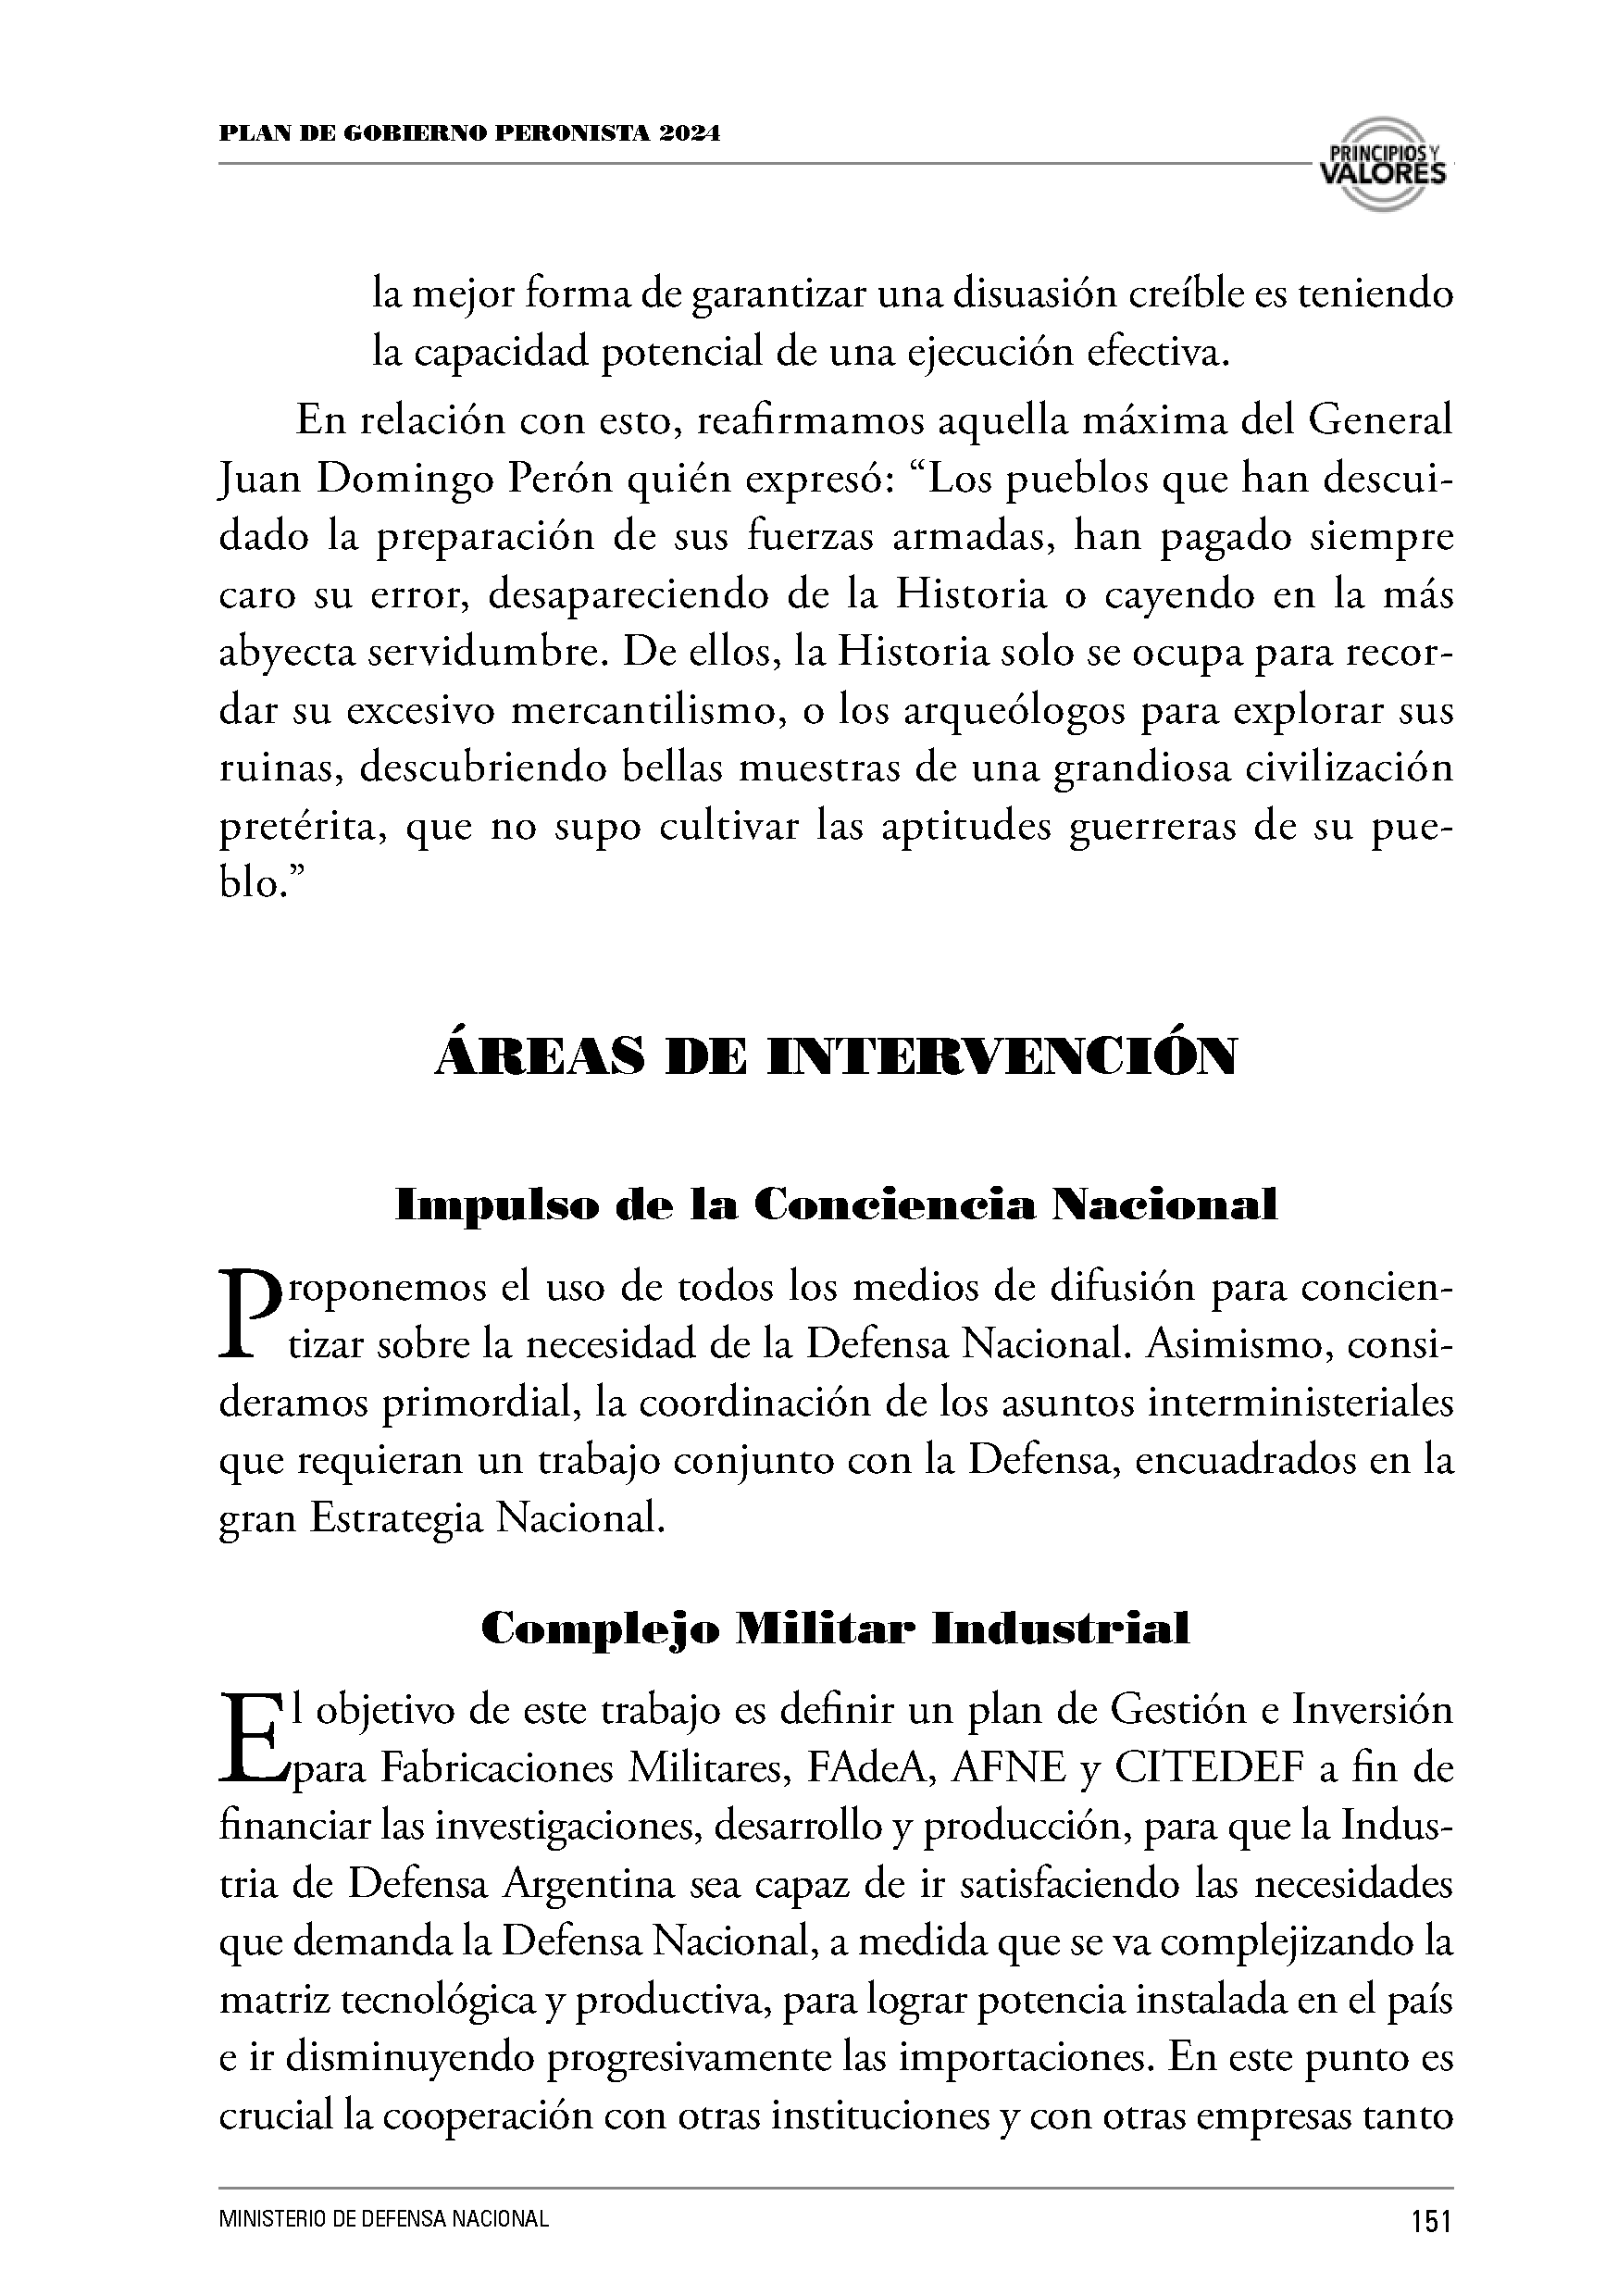 PLAN DE GOBIERNO PERONISTA 2024
PRINCIPIOS Y
VALORES
la mejor forma de garantizar una disuasión creíble es teniendo
la capacidad potencial de una ejecución efectiva.
En relación con esto, reafirmamos aquella máxima del General
Juan Domingo Perón quién expresó: “Los pueblos que han descui-
dado la preparación de sus fuerzas armadas, han pagado siempre
caro su error, desapareciendo de la Historia o cayendo en la más
abyecta servidumbre. De ellos, la Historia solo se ocupa para recor-
dar su excesivo mercantilismo, o los arqueólogos para explorar sus
ruinas, descubriendo bellas muestras de una grandiosa civilización
pretérita, que no supo cultivar las aptitudes guerreras de su pue-
blo.”
ÁREAS DE INTERVENCIÓN
Impulso de la Conciencia Nacional
Proponemos el uso de todos los medios de difusión para concien-
tizar sobre la necesidad de la Defensa Nacional. Asimismo, consi-
deramos primordial, la coordinación de los asuntos interministeriales
que requieran un trabajo conjunto con la Defensa, encuadrados en la
gran Estrategia Nacional.
Complejo Militar Industrial
El objetivo de este trabajo es definir un plan de Gestión e Inversión
para Fabricaciones Militares, FAdeA, AFNE y CITEDEF a fin de
financiar las investigaciones, desarrollo y producción, para que la Indus-
tria de Defensa Argentina sea capaz de ir satisfaciendo las necesidades
que demanda la Defensa Nacional, a medida que se va complejizando la
matriz tecnológica y productiva, para lograr potencia instalada en el país
e ir disminuyendo progresivamente las importaciones. En este punto es
crucial la cooperación con otras instituciones y con otras empresas tanto
MINISTERIO DE DEFENSA NACIONAL
151